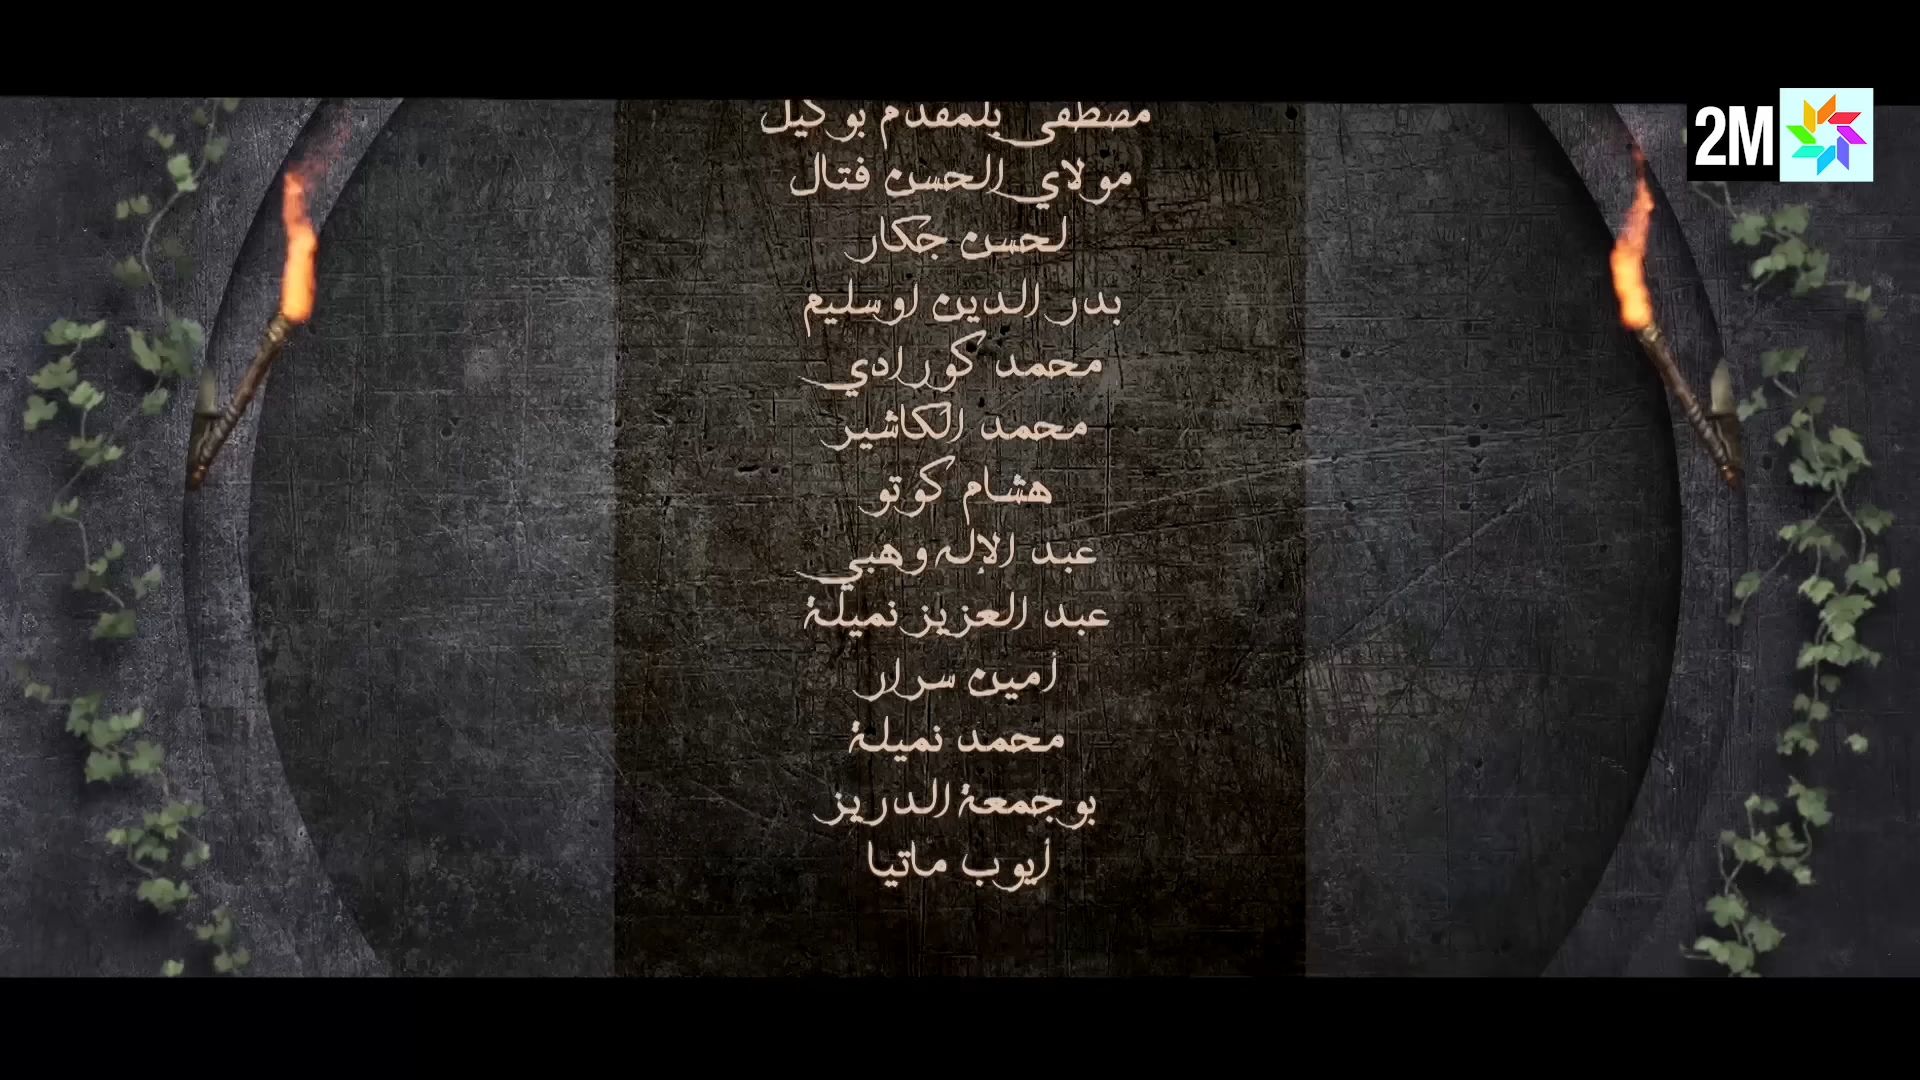 2M
مصطفى بلمقدم بوكيل
مولاي الحسن فتال
لحسن جكار
بدر الدين اوسليم
محمد كورادي
محمد الكاشير
هشام كوتو
عبد الإله وهبي
عبد العزيز نميلة
أمين سرار
محمد نميلة
بوجمعة الدريز
أيوب ماتيا